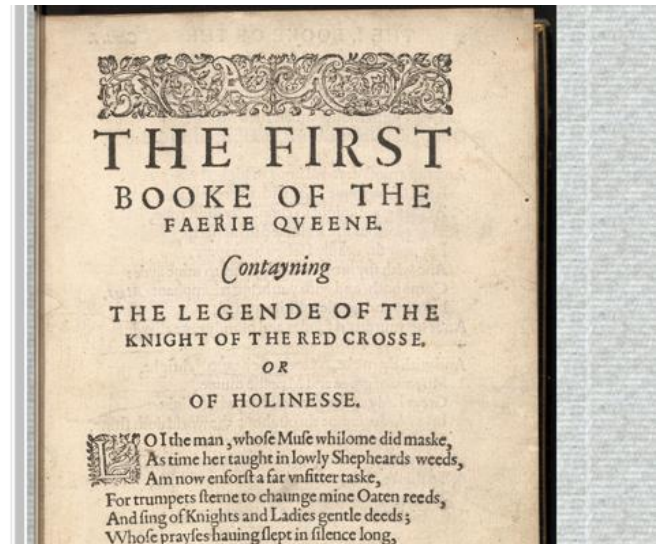 THE FIRST
BOOKE OF THE
FAERIE QVEENE.
Contayning
THE LEGENDE OF THE
KNIGHT OF THE RED CROSSE.
OR
OF HOLINESSE.
LO I the man, whoſe Muſe whilome did maske,
As time her taught in lowly Shepheards weeds,
Am now enforſt a far vnfitter taske,
For trumpets ſterne to chaunge mine Oaten reeds,
And ſing of Knights and Ladies gentle deeds;
Whoſe prayſes hauing ſlept in ſilence long,